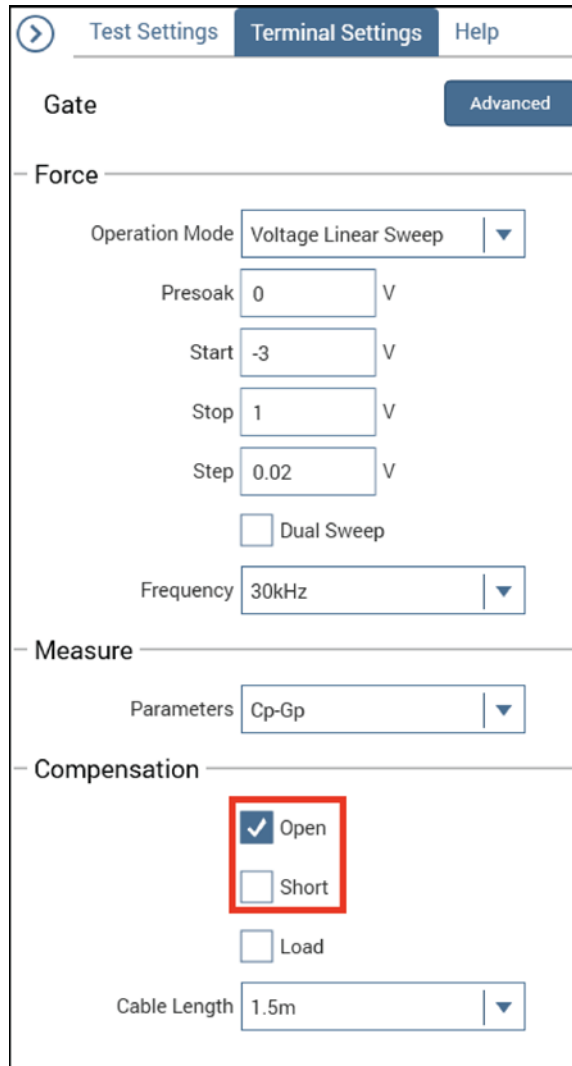 Test Settings Terminal Settings Help
Gate Advanced
Force
Operation Mode Voltage Linear Sweep
Presoak 0 V
Start -3 V
Stop 1 V
Step 0.02 V
Dual Sweep
Frequency 30kHz
Measure
Parameters Cp-Gp
Compensation
Open
Short
Load
Cable Length 1.5m